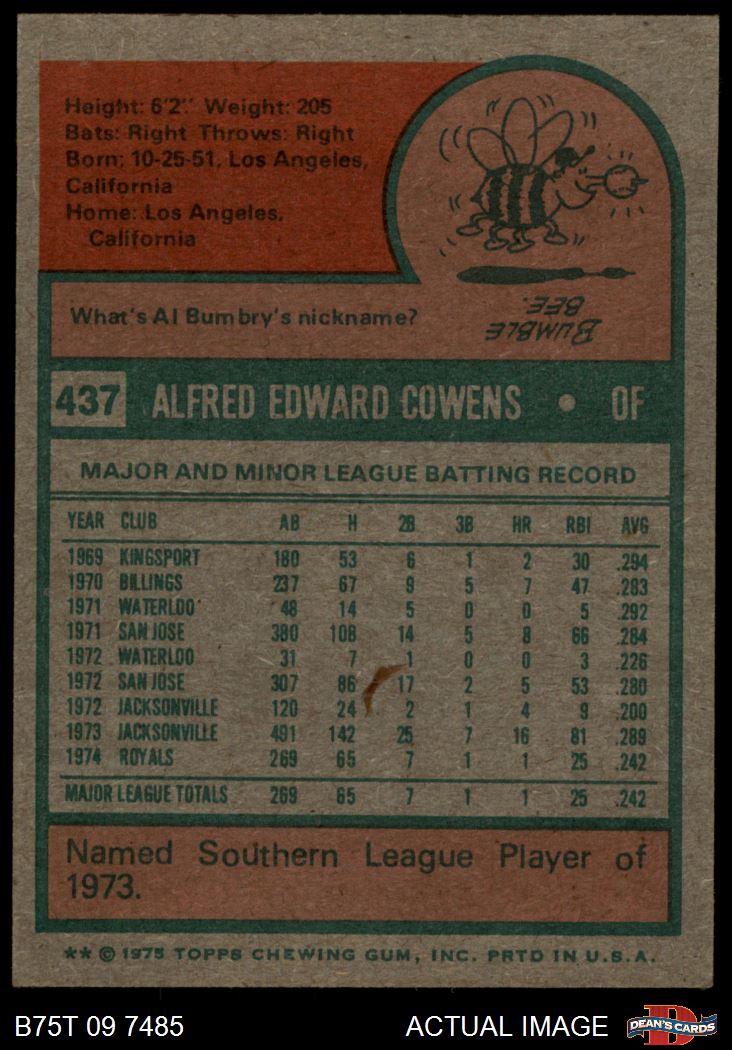 Height: 6'2". Weight: 205
Bats: Right Throws: Right
Born: 10-25-51, Los Angeles,
California
Home: Los Angeles,
California
What's Al Bumbry's nickname?
BUMBLE
BEE.
437 ALFRED EDWARD COWENS • OF
MAJOR AND MINOR LEAGUE BATTING RECORD
YEAR CLUB AB H 2B 3B HR RBI AVG
1969 KINGSPORT 180 53 6 1 2 30 .294
1970 BILLINGS 237 67 9 5 7 47 .283
1971 WATERLOO 48 14 5 0 0 5 .292
1971 SAN JOSE 380 108 14 5 8 66 .284
1972 WATERLOO 31 7 1 0 0 3 .226
1972 SAN JOSE 307 86 17 2 5 53 .280
1972 JACKSONVILLE 120 24 2 1 4 9 .200
1973 JACKSONVILLE 491 142 25 7 16 81 .289
1974 ROYALS 269 65 7 1 1 25 .242
MAJOR LEAGUE TOTALS 269 65 7 1 1 25 .242
Named Southern League Player of
1973.
** © 1975 TOPPS CHEWING GUM, INC. PRTD IN U.S.A.
B75T 09 7485 ACTUAL IMAGE D DEAN'S CARDS